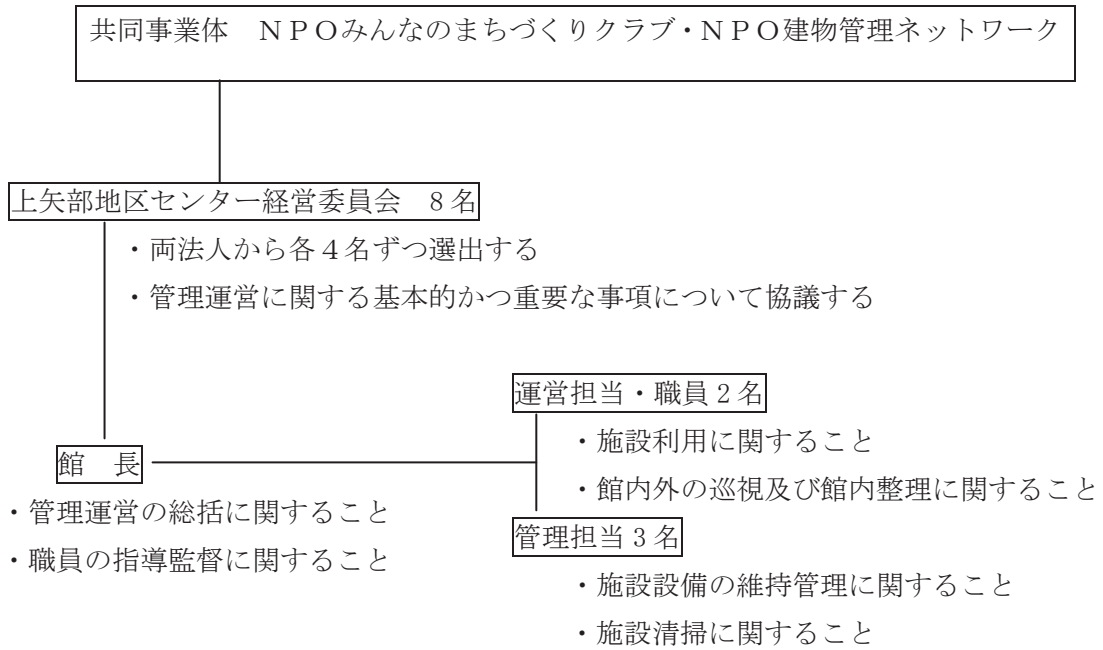 共同事業体　ＮＰＯみんなのまちづくりクラブ・ＮＰＯ建物管理ネットワーク
上矢部地区センター経営委員会　８名
・両法人から各４名ずつ選出する
・管理運営に関する基本的かつ重要な事項について協議する
運営担当・職員２名
・施設利用に関すること
・館内外の巡視及び館内整理に関すること
館　長
・管理運営の総括に関すること
・職員の指導監督に関すること
管理担当３名
・施設設備の維持管理に関すること
・施設清掃に関すること